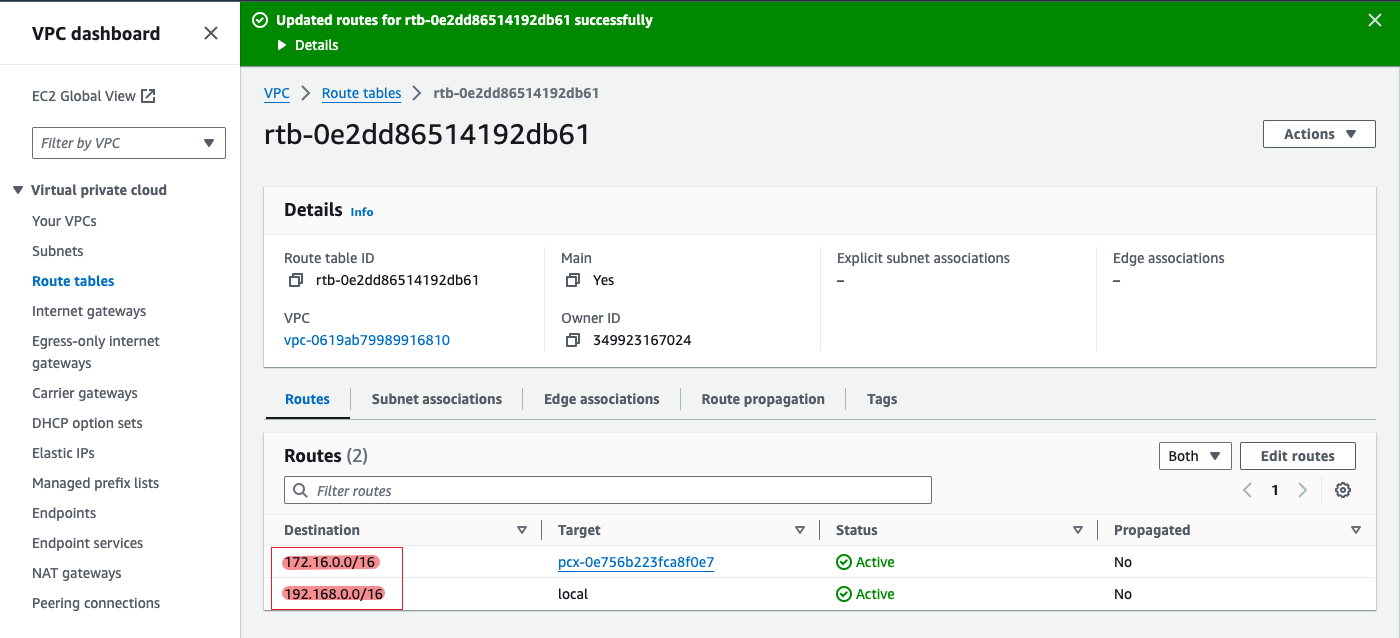 VPC dashboard
Updated routes for rtb-0e2dd86514192db61 successfully
Details
EC2 Global View
Filter by VPC
Virtual private cloud
Your VPCs
Subnets
Route tables
Internet gateways
Egress-only internet
gateways
Carrier gateways
DHCP option sets
Elastic IPs
Managed prefix lists
Endpoints
Endpoint services
NAT gateways
Peering connections
VPC Route tables rtb-0e2dd86514192db61
rtb-0e2dd86514192db61
Actions
Details Info
Route table ID
rtb-0e2dd86514192db61
Main
Yes
Explicit subnet associations
–
Edge associations
–
VPC
vpc-0619ab79989916810
Owner ID
349923167024
Routes Subnet associations Edge associations Route propagation Tags
Routes (2)
Both
Edit routes
Filter routes
1
Destination Target Status Propagated
172.16.0.0/16 pcx-0e756b223fca8f0e7 Active No
192.168.0.0/16 local Active No